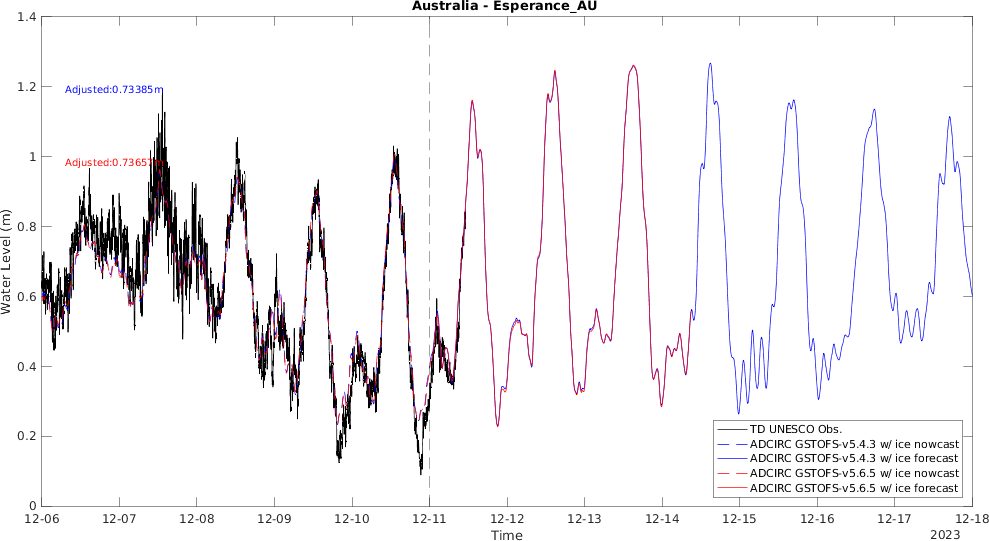 Australia - Esperance_AU
1.4
1.2
1
0.8
0.6
0.4
0.2
0
Water Level (m)
Adjusted:0.73385m
Adjusted:0.73657m
TD UNESCO Obs.
ADCIRC GSTOFS-v5.4.3 w/ ice nowcast
ADCIRC GSTOFS-v5.4.3 w/ ice forecast
ADCIRC GSTOFS-v5.6.5 w/ ice nowcast
ADCIRC GSTOFS-v5.6.5 w/ ice forecast
12-06 12-07 12-08 12-09 12-10 12-11 12-12 12-13 12-14 12-15 12-16 12-17 12-18
Time
2023